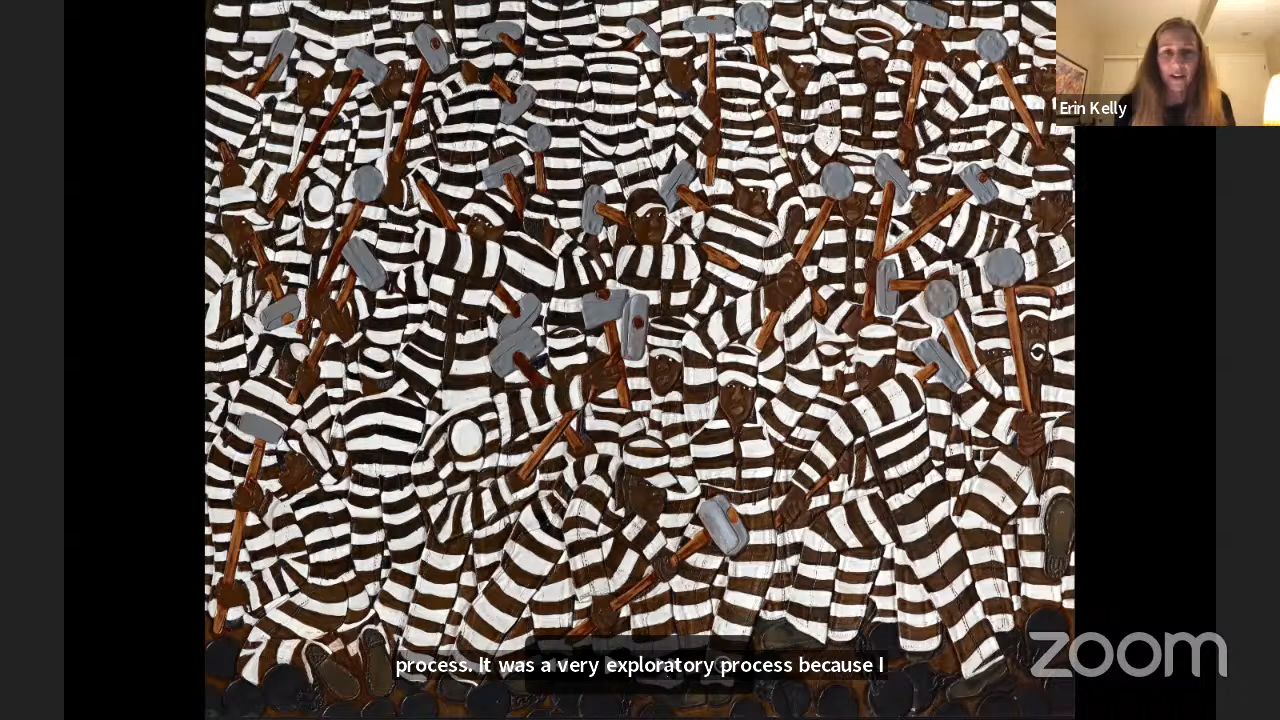 Erin Kelly
process. It was a very exploratory process because I
zoom